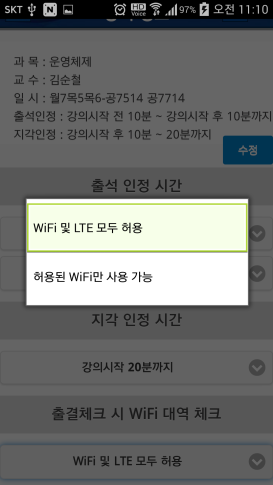 SKT N HD Voice 97% 오전 11:10
과 목 : 운영체제
교 수 : 김순철
일 시 : 월7목5목6-공7514 공7714
출석인정 : 강의시작 전 10분 ~ 강의시작 후 10분까지
지각인정 : 강의시작 후 10분 ~ 20분까지
수정
출석 인정 시간
WiFi 및 LTE 모두 허용
허용된 WiFi만 사용 가능
지각 인정 시간
강의시작 20분까지
출결체크 시 WiFi 대역 체크
WiFi 및 LTE 모두 허용